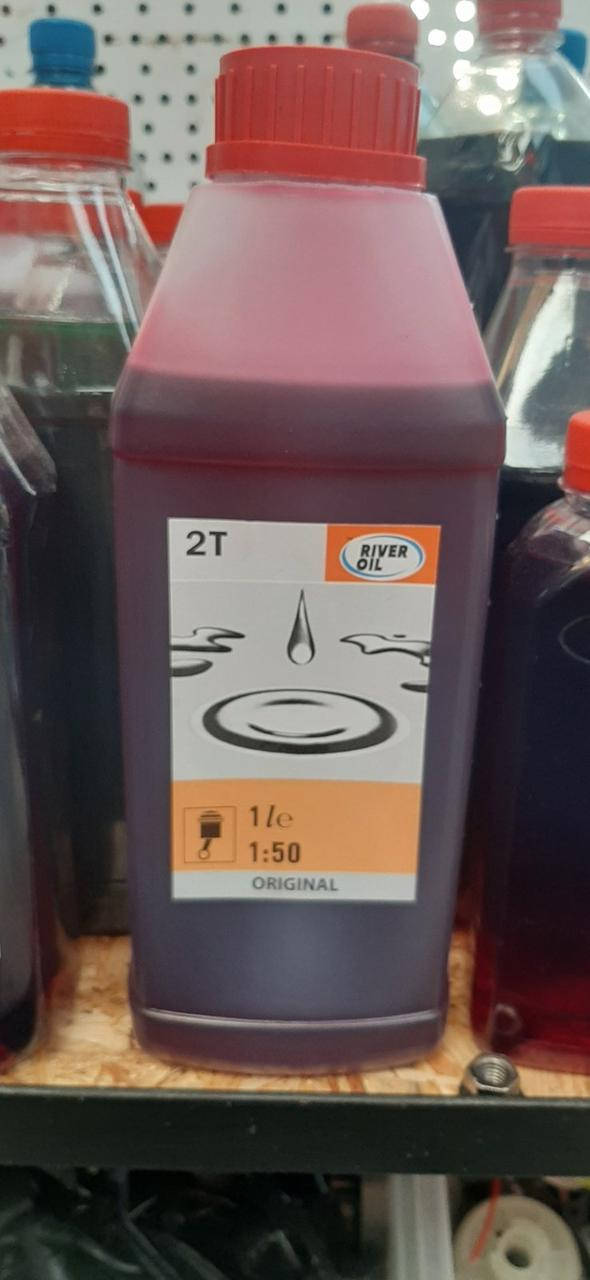 2T
RIVER
OIL
1le
1:50
ORIGINAL